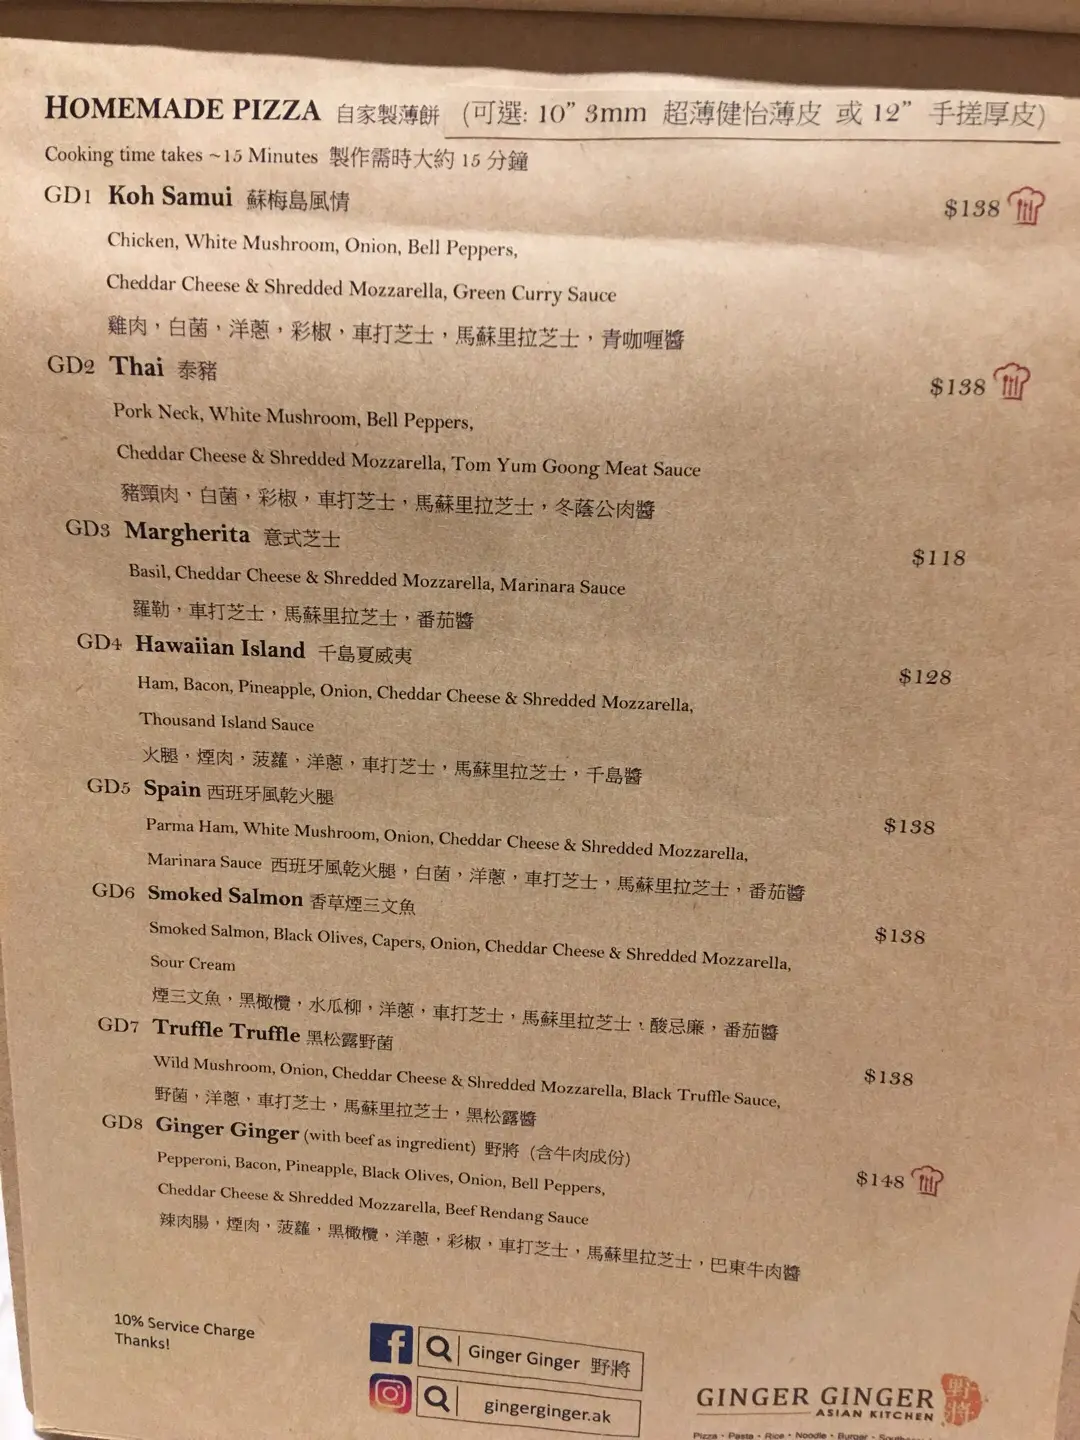 HOMEMADE PIZZA 自家製薄餅 (可選: 10” 3mm 超薄健怡薄皮 或 12” 手搓厚皮)
Cooking time takes ~15 Minutes 製作需時大約 15 分鐘
GD1 Koh Samui 蘇梅島風情 $138
Chicken, White Mushroom, Onion, Bell Peppers,
Cheddar Cheese & Shredded Mozzarella, Green Curry Sauce
雞肉，白菌，洋蔥，彩椒，車打芝士，馬蘇里拉芝士，青咖喱醬
GD2 Thai 泰豬 $138
Pork Neck, White Mushroom, Bell Peppers,
Cheddar Cheese & Shredded Mozzarella, Tom Yum Goong Meat Sauce
豬頸肉，白菌，彩椒，車打芝士，馬蘇里拉芝士，冬蔭公肉醬
GD3 Margherita 意式芝士 $118
Basil, Cheddar Cheese & Shredded Mozzarella, Marinara Sauce
羅勒，車打芝士，馬蘇里拉芝士，番茄醬
GD4 Hawaiian Island 千島夏威夷 $128
Ham, Bacon, Pineapple, Onion, Cheddar Cheese & Shredded Mozzarella,
Thousand Island Sauce
火腿，煙肉，菠蘿，洋蔥，車打芝士，馬蘇里拉芝士，千島醬
GD5 Spain 西班牙風乾火腿 $138
Parma Ham, White Mushroom, Onion, Cheddar Cheese & Shredded Mozzarella,
Marinara Sauce 西班牙風乾火腿，白菌，洋蔥，車打芝士，馬蘇里拉芝士，番茄醬
GD6 Smoked Salmon 香草煙三文魚 $138
Smoked Salmon, Black Olives, Capers, Onion, Cheddar Cheese & Shredded Mozzarella,
Sour Cream
煙三文魚，黑橄欖，水瓜柳，洋蔥，車打芝士，馬蘇里拉芝士，酸忌廉，番茄醬
GD7 Truffle Truffle 黑松露野菌 $138
Wild Mushroom, Onion, Cheddar Cheese & Shredded Mozzarella, Black Truffle Sauce,
野菌，洋蔥，車打芝士，馬蘇里拉芝士，黑松露醬
GD8 Ginger Ginger (with beef as ingredient) 野將 (含牛肉成份) $148
Pepperoni, Bacon, Pineapple, Black Olives, Onion, Bell Peppers,
Cheddar Cheese & Shredded Mozzarella, Beef Rendang Sauce
辣肉腸，煙肉，菠蘿，黑橄欖，洋蔥，彩椒，車打芝士，馬蘇里拉芝士，巴東牛肉醬
10% Service Charge
Thanks!
Ginger Ginger 野將
gingerginger.ak
GINGER GINGER 野將
ASIAN KITCHEN
Pizza • Pasta • Rice • Noodle • Burger •